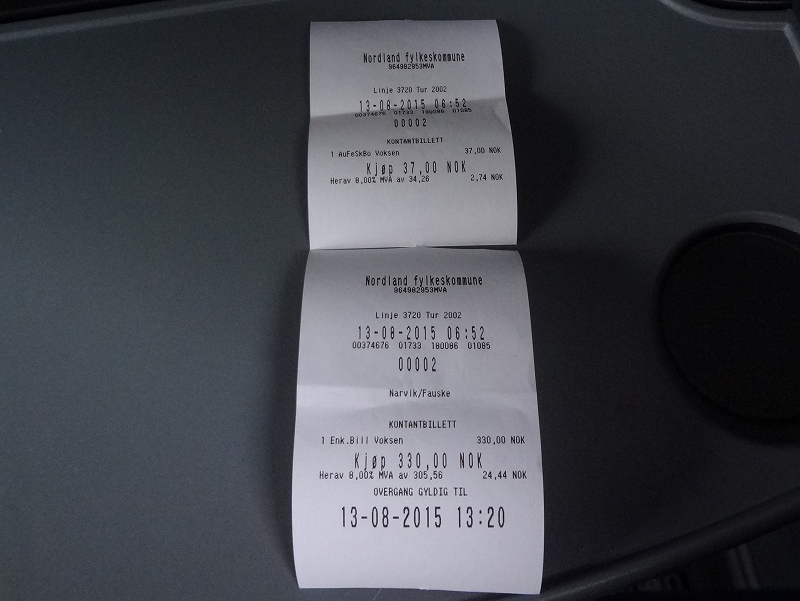 Nordland fylkeskommune
964982953MVA
Linje 3720 Tur 2002
13-08-2015 06:52
00374676 01733 180086 01085
00002
KONTANTBILLETT
1 AuFeSkBo Voksen 37,00 NOK
Kjøp 37,00 NOK
Herav 8,00% MVA av 34,26 2,74 NOK
Nordland fylkeskommune
964982953MVA
Linje 3720 Tur 2002
13-08-2015 06:52
00374676 01733 180086 01085
00002
Narvik/Fauske
KONTANTBILLETT
1 Enk.Bill Voksen 330,00 NOK
Kjøp 330,00 NOK
Herav 8,00% MVA av 305,56 24,44 NOK
OVERGANG GYLDIG TIL
13-08-2015 13:20